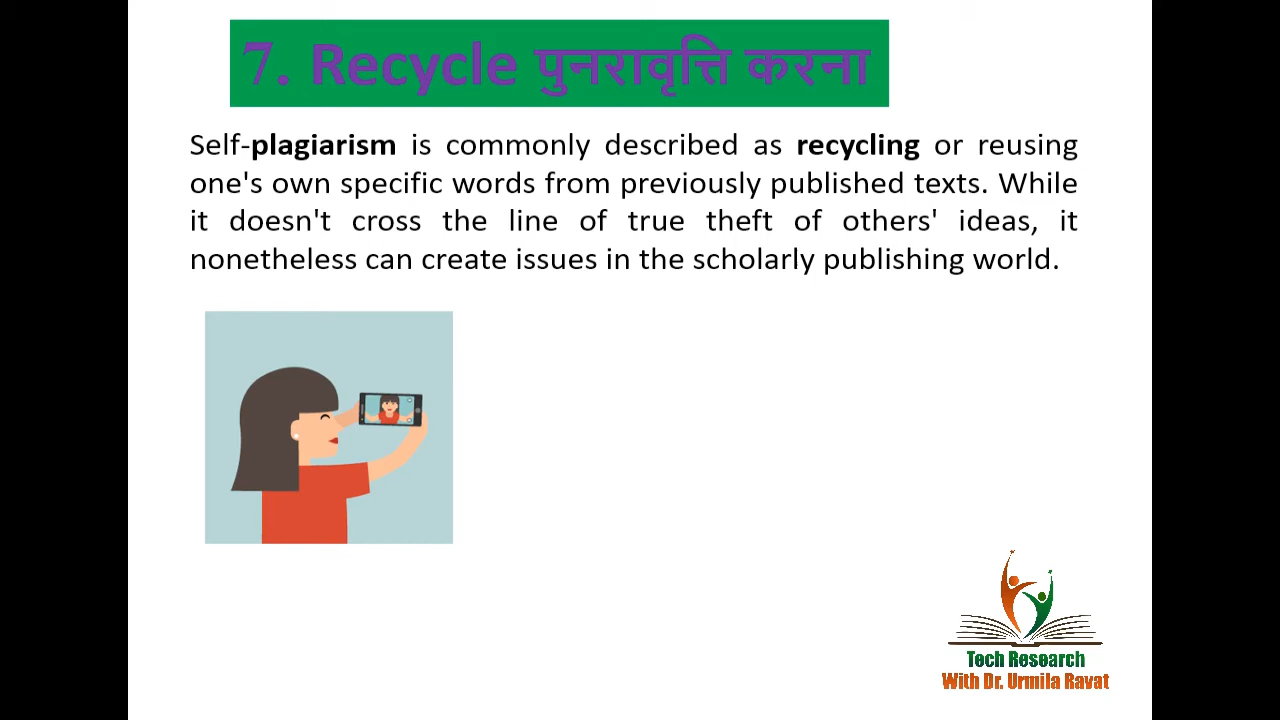 7. Recycle पुनरावृत्ति करना
Self-plagiarism is commonly described as recycling or reusing
one's own specific words from previously published texts. While
it doesn't cross the line of true theft of others' ideas, it
nonetheless can create issues in the scholarly publishing world.
Tech Research
With Dr. Urmila Ravat